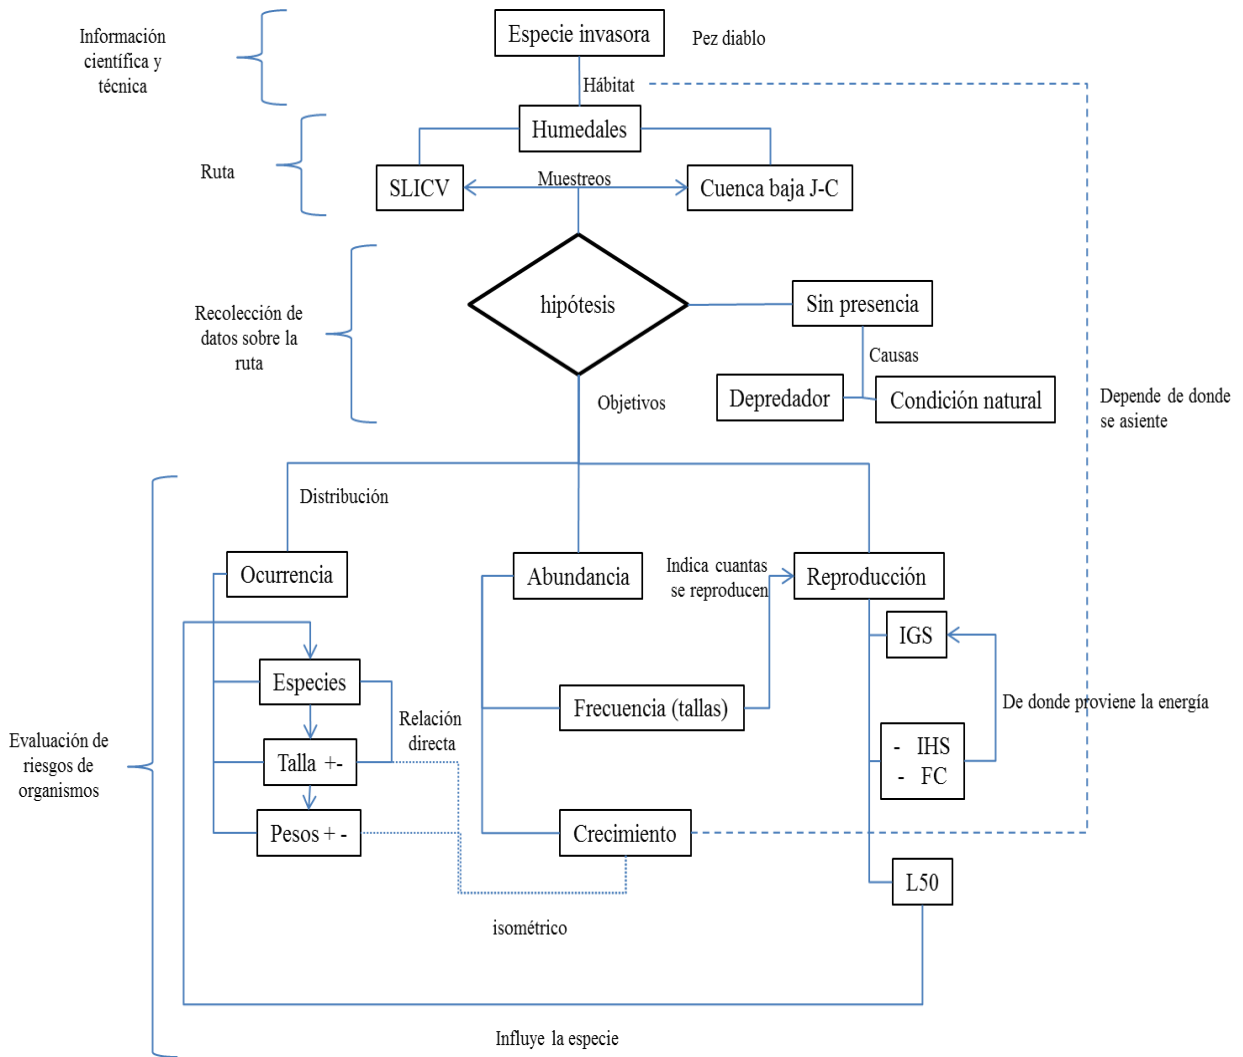 Información
científica y
técnica
Especie invasora
Pez diablo
Hábitat
Humedales
Ruta
SLICV
Muestreos
Cuenca baja J-C
Recolección de
datos sobre la
ruta
hipótesis
Sin presencia
Causas
Depredador
Condición natural
Depende de donde
se asiente
Objetivos
Distribución
Ocurrencia
Abundancia
Indica cuantas
se reproducen
Reproducción
IGS
Especies
Frecuencia (tallas)
De donde proviene la energía
Relación
directa
Evaluación de
riesgos de
organismos
Talla +-
- IHS
- FC
Pesos + -
Crecimiento
L50
isométrico
Influye la especie